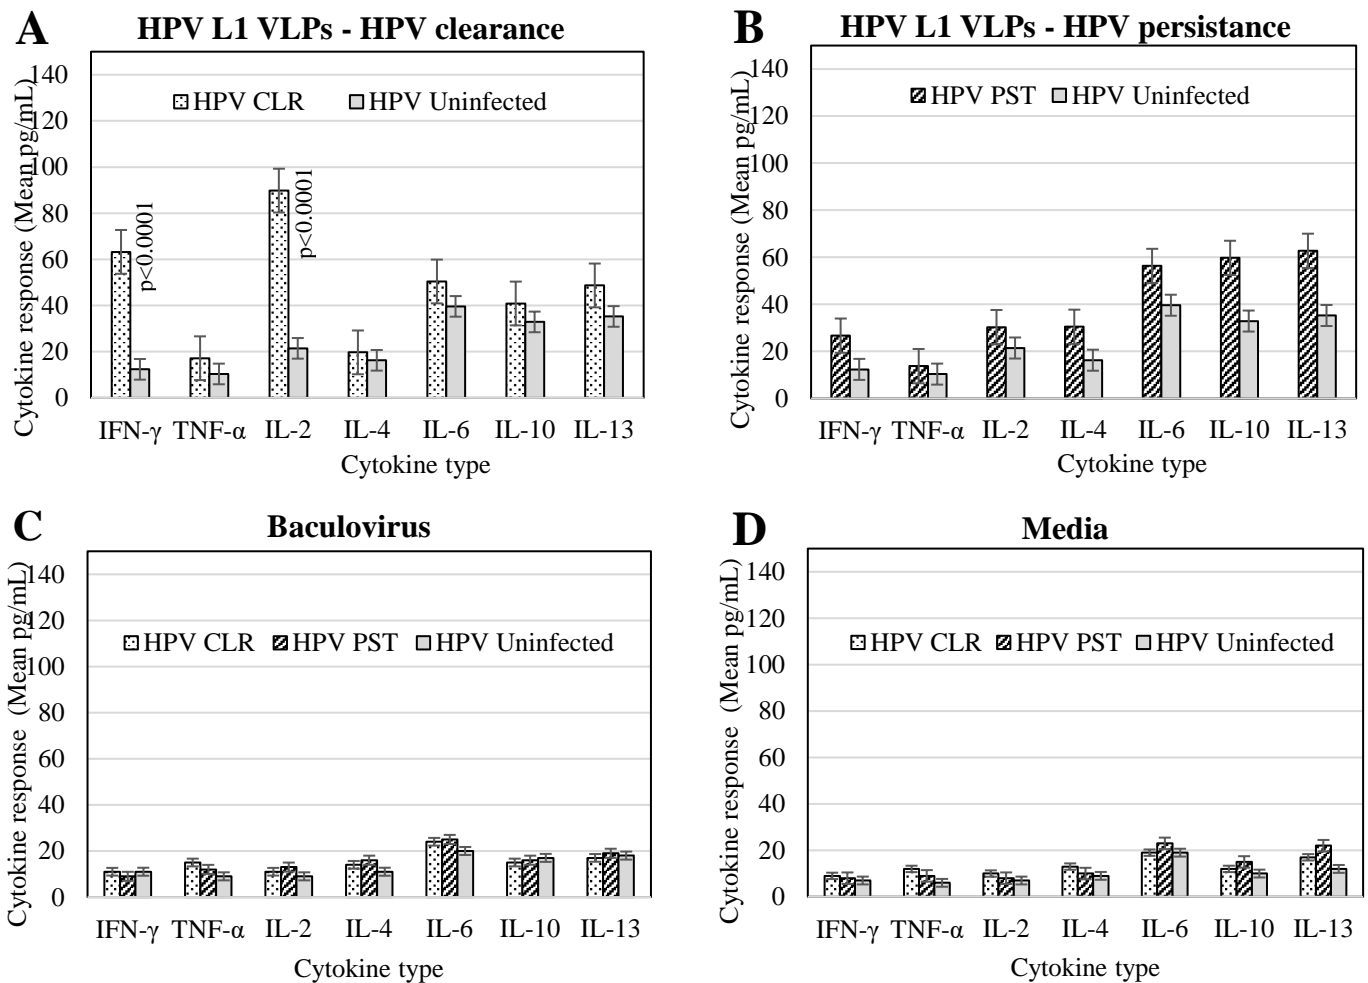 A
HPV L1 VLPs - HPV clearance
Cytokine response (Mean pg/mL)
140
120
100
80
60
40
20
0
HPV CLR HPV Uninfected
p<0.0001
p<0.0001
IFN-γ TNF-α IL-2 IL-4 IL-6 IL-10 IL-13
Cytokine type
B
HPV L1 VLPs - HPV persistance
Cytokine response (Mean pg/mL)
140
120
100
80
60
40
20
0
HPV PST HPV Uninfected
IFN-γ TNF-α IL-2 IL-4 IL-6 IL-10 IL-13
Cytokine type
C
Baculovirus
Cytokine response (Mean pg/mL)
140
120
100
80
60
40
20
0
HPV CLR HPV PST HPV Uninfected
IFN-γ TNF-α IL-2 IL-4 IL-6 IL-10 IL-13
Cytokine type
D
Media
Cytokine response (Mean pg/mL)
140
120
100
80
60
40
20
0
HPV CLR HPV PST HPV Uninfected
IFN-γ TNF-α IL-2 IL-4 IL-6 IL-10 IL-13
Cytokine type